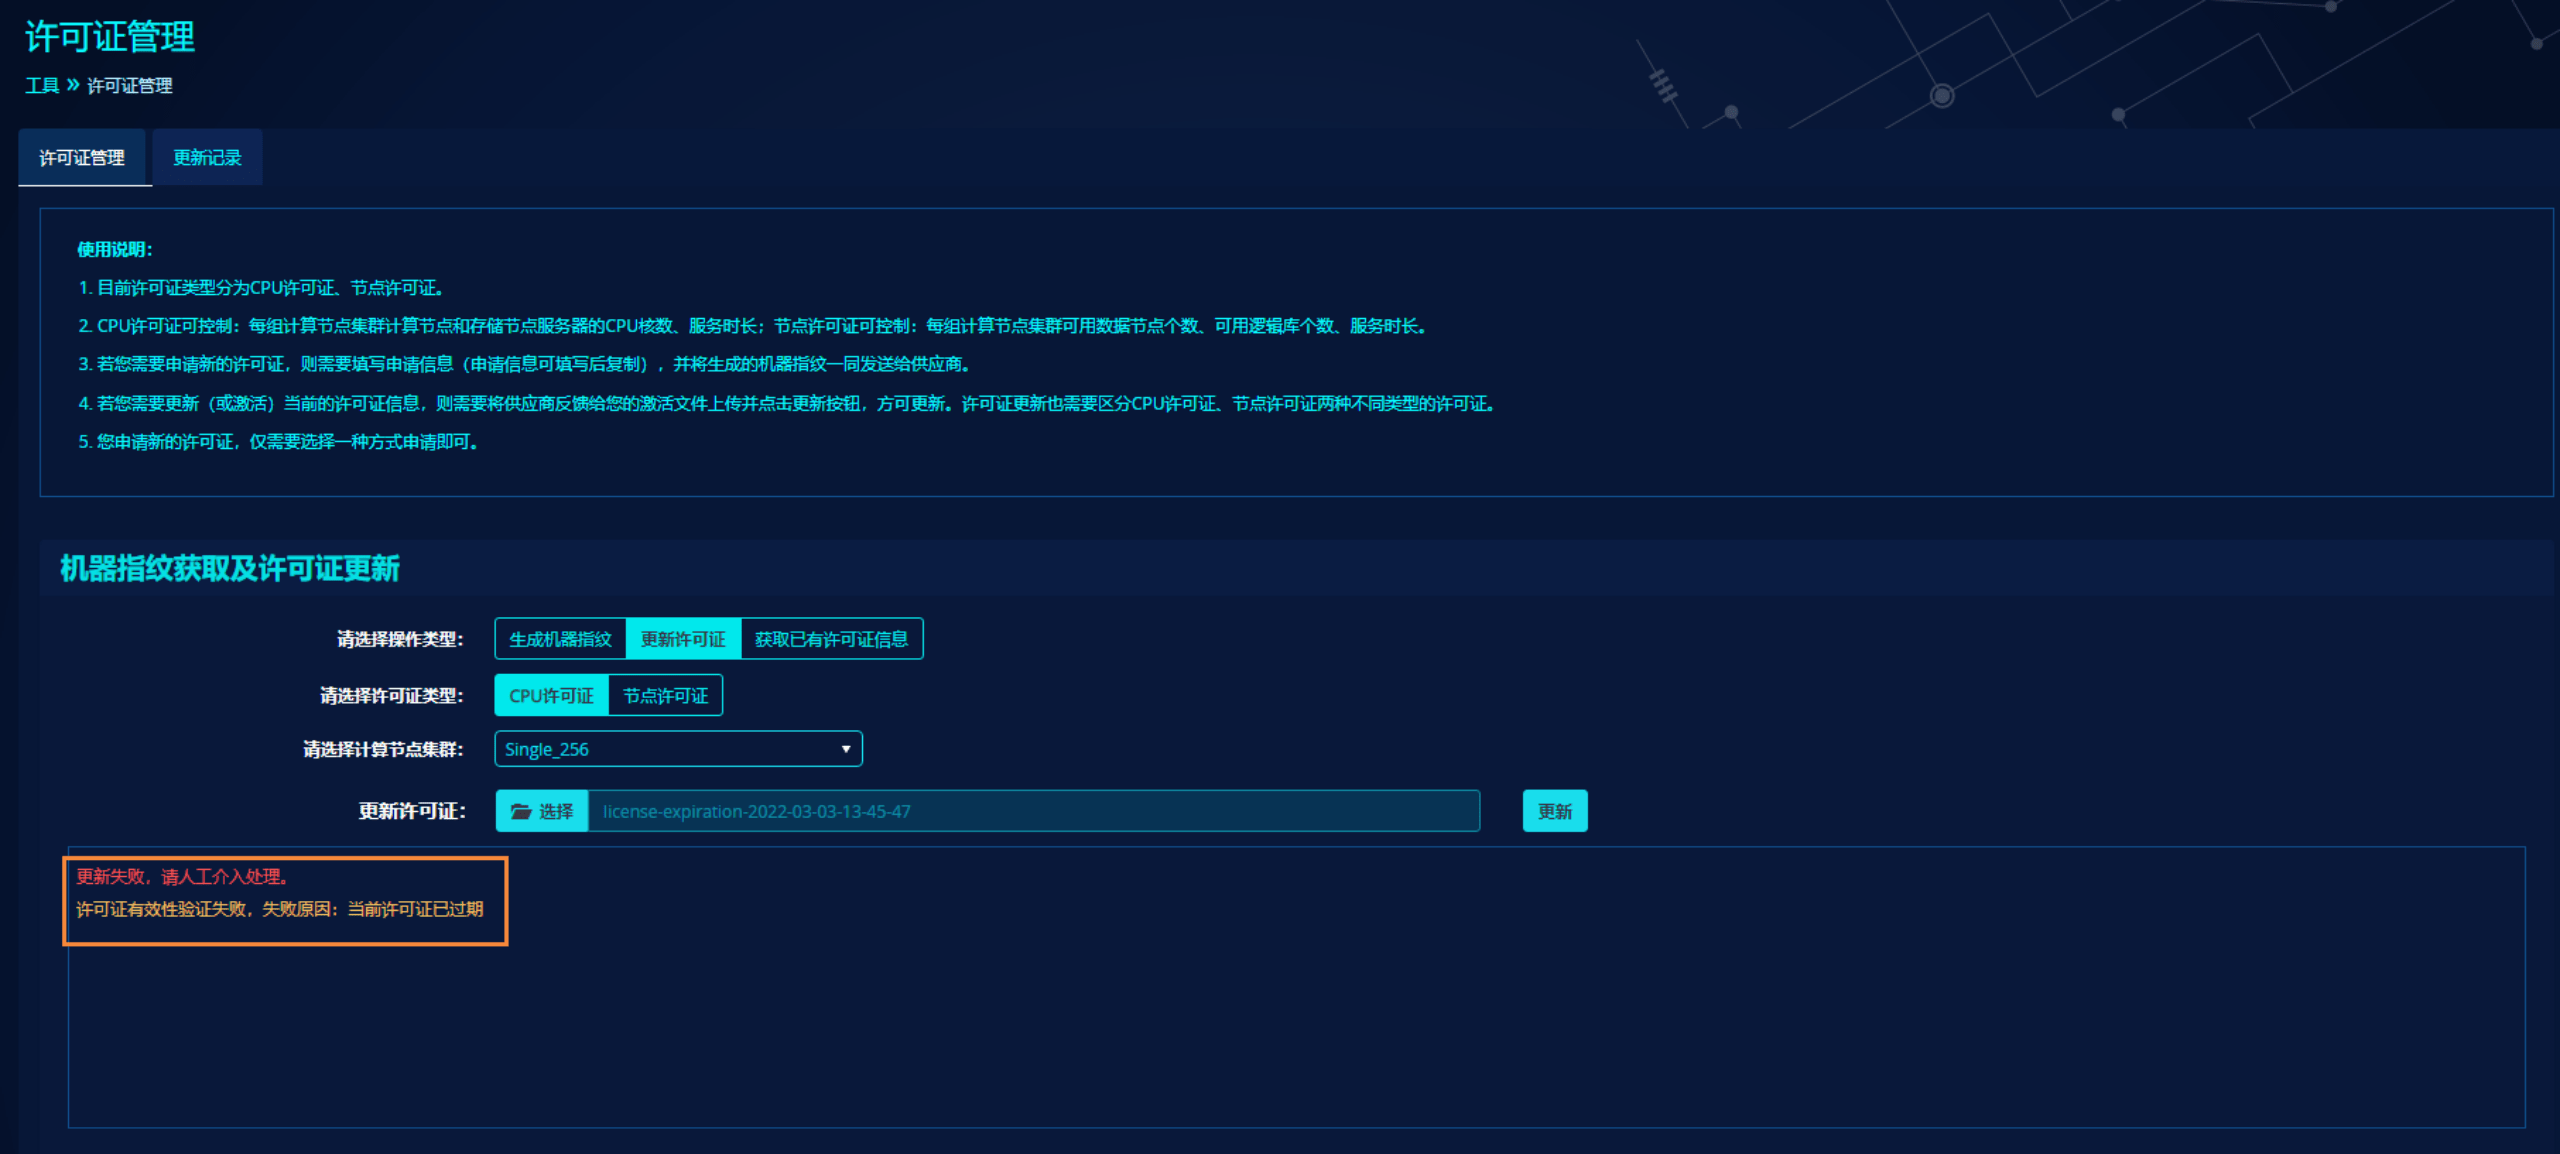 许可证管理
工具 » 许可证管理
许可证管理 更新记录
使用说明：
1. 目前许可证类型分为CPU许可证、节点许可证。
2. CPU许可证可控制：每组计算节点集群计算节点和存储节点服务器的CPU核数、服务时长；节点许可证可控制：每组计算节点集群可用数据节点个数、可用逻辑库个数、服务时长。
3. 若您需要申请新的许可证，则需要填写申请信息（申请信息可填写后复制），并将生成的机器指纹一同发送给供应商。
4. 若您需要更新（或激活）当前的许可证信息，则需要将供应商反馈给您的激活文件上传并点击更新按钮，方可更新。许可证更新也需要区分CPU许可证、节点许可证两种不同类型的许可证。
5. 您申请新的许可证，仅需要选择一种方式申请即可。
机器指纹获取及许可证更新
请选择操作类型： 生成机器指纹 更新许可证 获取已有许可证信息
请选择许可证类型： CPU许可证 节点许可证
请选择计算节点集群： Single_256
更新许可证： 选择 license-expiration-2022-03-03-13-45-47 更新
更新失败，请人工介入处理。
许可证有效性验证失败，失败原因：当前许可证已过期